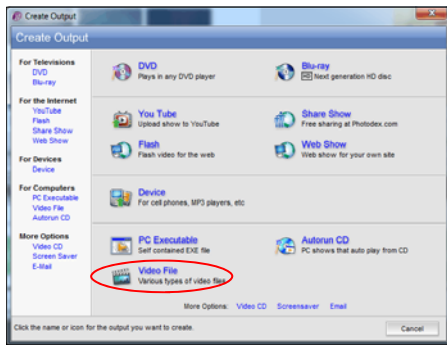 Create Output
Create Output
For Televisions
DVD
Blu-ray
For the Internet
YouTube
Flash
Share Show
Web Show
For Devices
Device
For Computers
PC Executable
Video File
Autorun CD
More Options
Video CD
Screen Saver
E-Mail
DVD
Plays in any DVD player
Blu-ray
HD Next generation HD disc
You Tube
Upload show to YouTube
Share Show
Free sharing at Photodex.com
Flash
Flash video for the web
Web Show
Web show for your own site
Device
For cell phones, MP3 players, etc
PC Executable
Self contained EXE file
Autorun CD
PC shows that auto play from CD
Video File
Various types of video files
More Options: Video CD Screensaver Email
Click the name or icon for the output you want to create.
Cancel